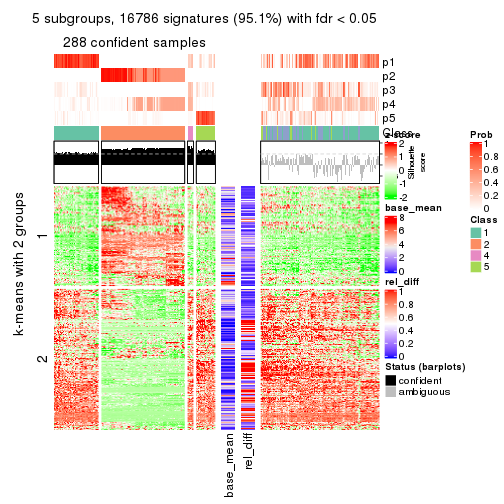 5 subgroups, 16786 signatures (95.1%) with fdr < 0.05
288 confident samples
p1
p2
p3
p4
p5
Class
z-score
2
1
0
-1
-2
Silhouette
score
Prob
1
0.8
0.6
0.4
0.2
0
base_mean
8
6
4
2
0
Class
1
2
4
5
rel_diff
1
0.8
0.6
0.4
0.2
0
Status (barplots)
confident
ambiguous
k-means with 2 groups
1
2
base_mean
rel_diff